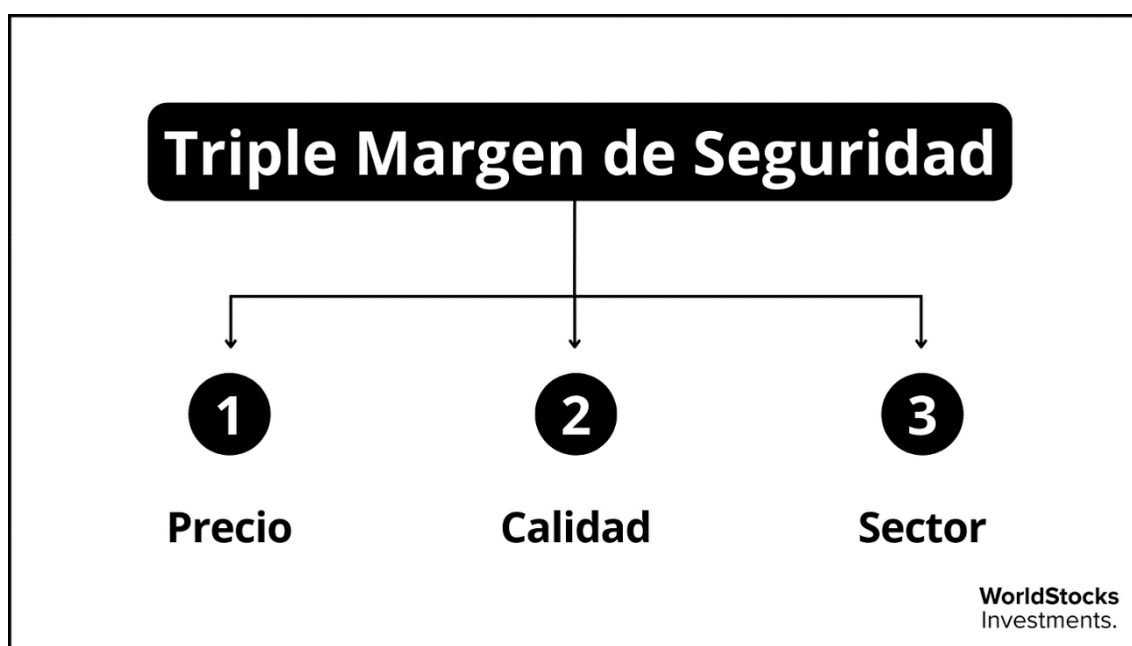 Triple Margen de Seguridad
1
2
3
Precio
Calidad
Sector
WorldStocks
Investments.